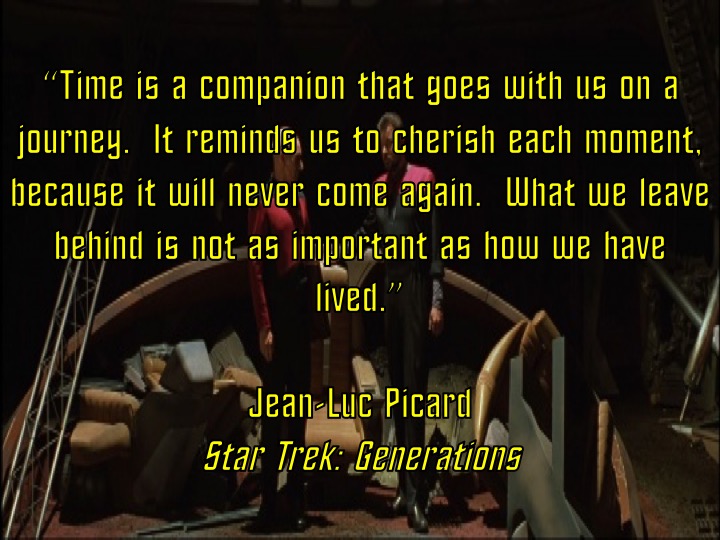 “Time is a companion that goes with us on a
journey.  It reminds us to cherish each moment,
because it will never come again.  What we leave
behind is not as important as how we have
lived.”
Jean-Luc Picard
Star Trek: Generations